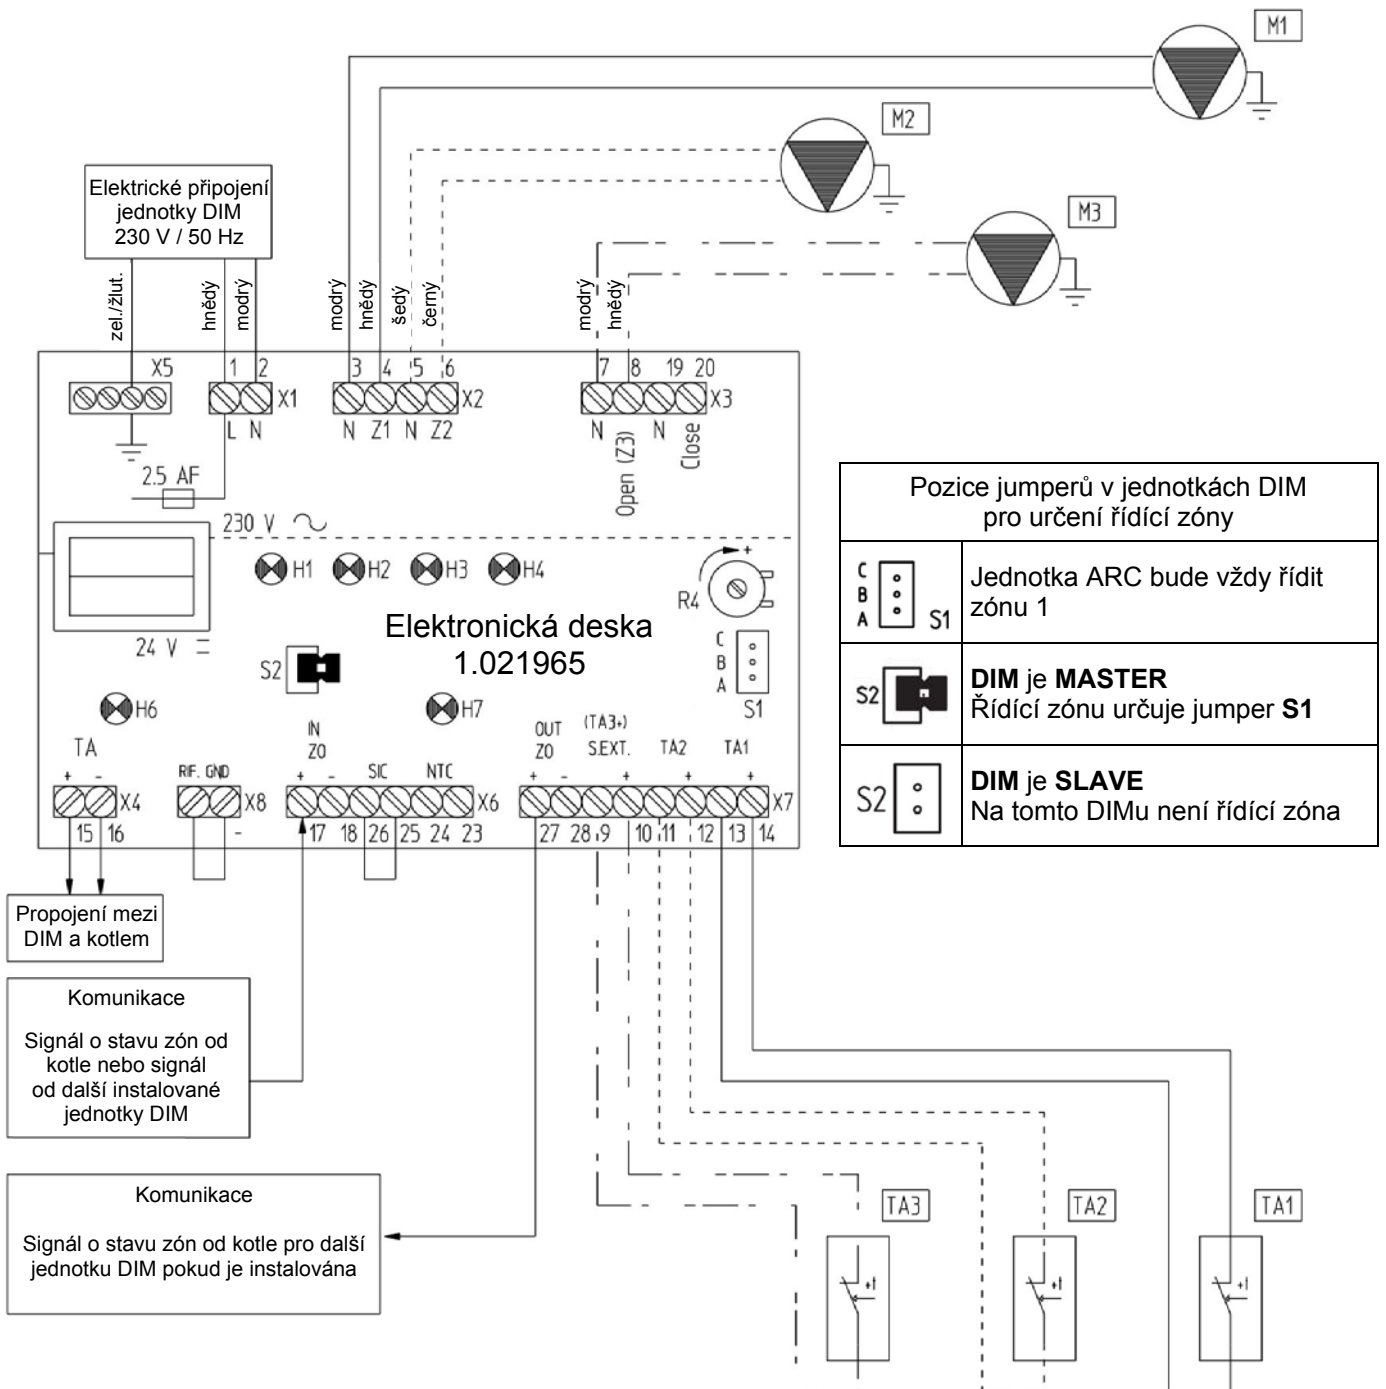 M1
M2
M3
Elektrické připojení
jednotky DIM
230 V / 50 Hz
zel./žlut.
hnědý
modrý
modrý
hnědý
šedý
černý
modrý
hnědý
X5
1 2
X1
L N
3 4 5 6
X2
N Z1 N Z2
7 8 19 20
X3
N
Open (Z3)
N
Close
2.5 AF
230 V
H1
H2
H3
H4
R4
+
24 V
Elektronická deska
1.021965
S2
C
B
A
S1
H6
H7
TA
+ -
X4
15 16
RIF. GND
X8
-
IN
Z0
SIC
NTC
+ -
X6
17 18 26 25 24 23
OUT
Z0
(TA3+)
S.EXT.
TA2
TA1
+ - + + +
X7
27 28 9 10 11 12 13 14
Pozice jumperů v jednotkách DIM
pro určení řídící zóny
C
B
A
S1
Jednotka ARC bude vždy řídit
zónu 1
S2
DIM je MASTER
Řídící zónu určuje jumper S1
S2
DIM je SLAVE
Na tomto DIMu není řídící zóna
Propojení mezi
DIM a kotlem
Komunikace
Signál o stavu zón od
kotle nebo signál
od další instalované
jednotky DIM
Komunikace
Signál o stavu zón od kotle pro další
jednotku DIM pokud je instalována
TA3
TA2
TA1
+t
+t
+t